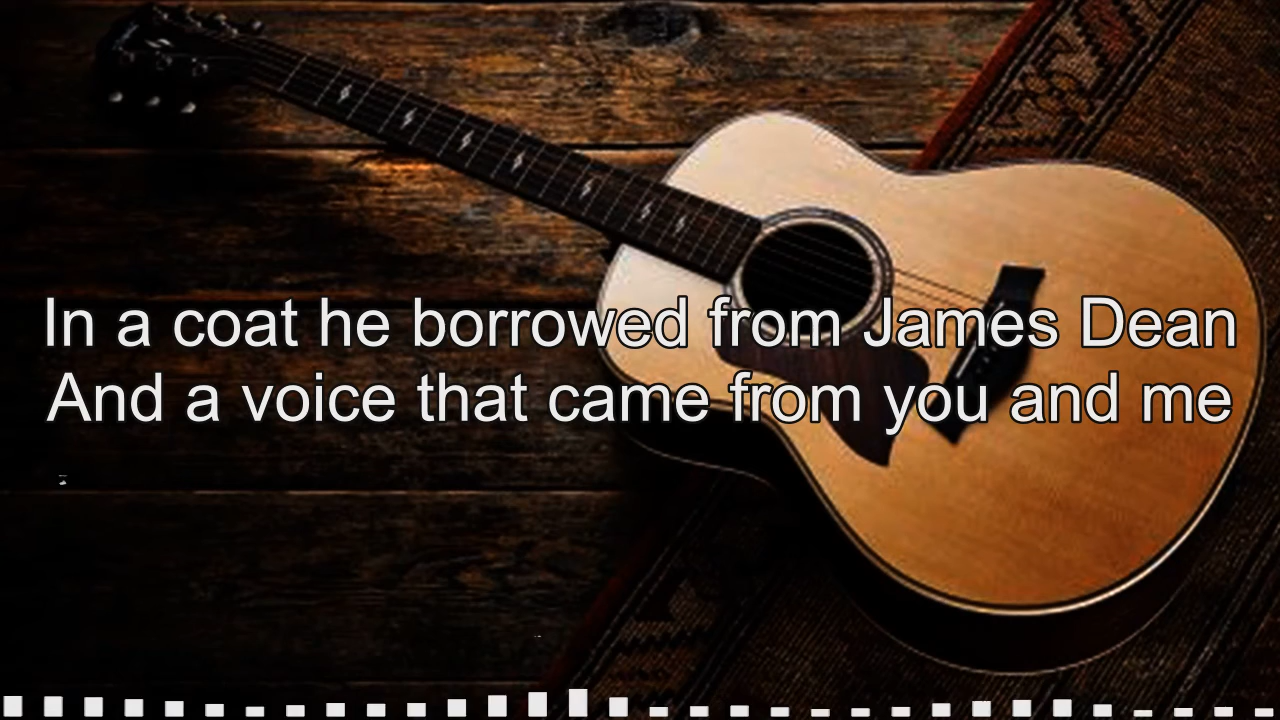 In a coat he borrowed from James Dean
And a voice that came from you and me